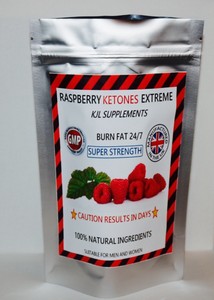 RASPBERRY KETONES EXTREME
KJL SUPPLEMENTS
BURN FAT 24/7
GMP
SUPER STRENGTH
CAUTION RESULTS IN DAYS
100% NATURAL INGREDIENTS
SUITABLE FOR MEN AND WOMEN